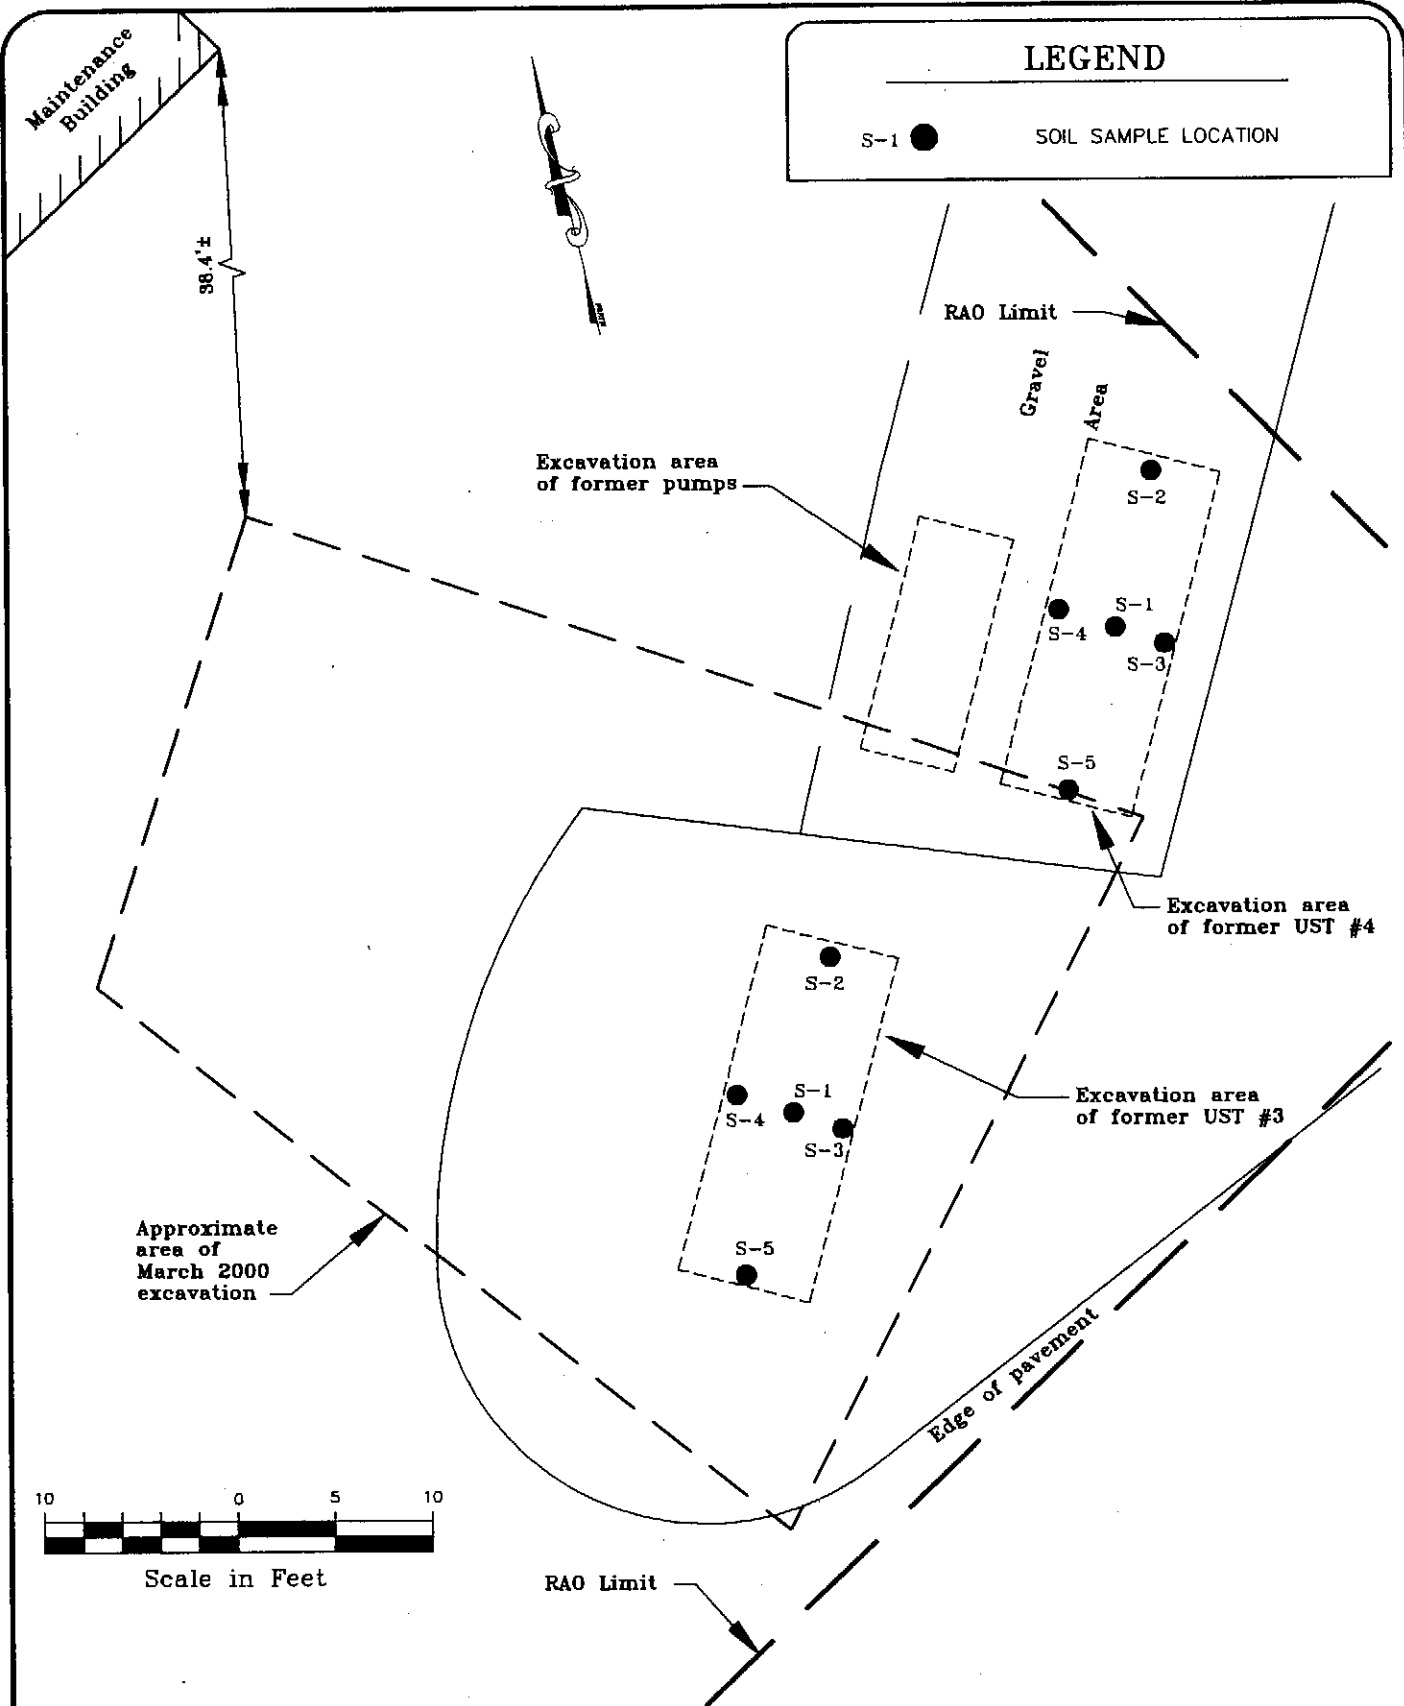 Maintenance
Building
LEGEND
S-1
SOIL SAMPLE LOCATION
38.4'±
RAO Limit
Gravel
Area
Excavation area
of former pumps
S-2
S-1
S-4
S-3
S-5
Excavation area
of former UST #4
S-2
S-1
S-4
S-3
Excavation area
of former UST #3
S-5
Approximate
area of
March 2000
excavation
Edge of pavement
10 0 5 10
Scale in Feet
RAO Limit